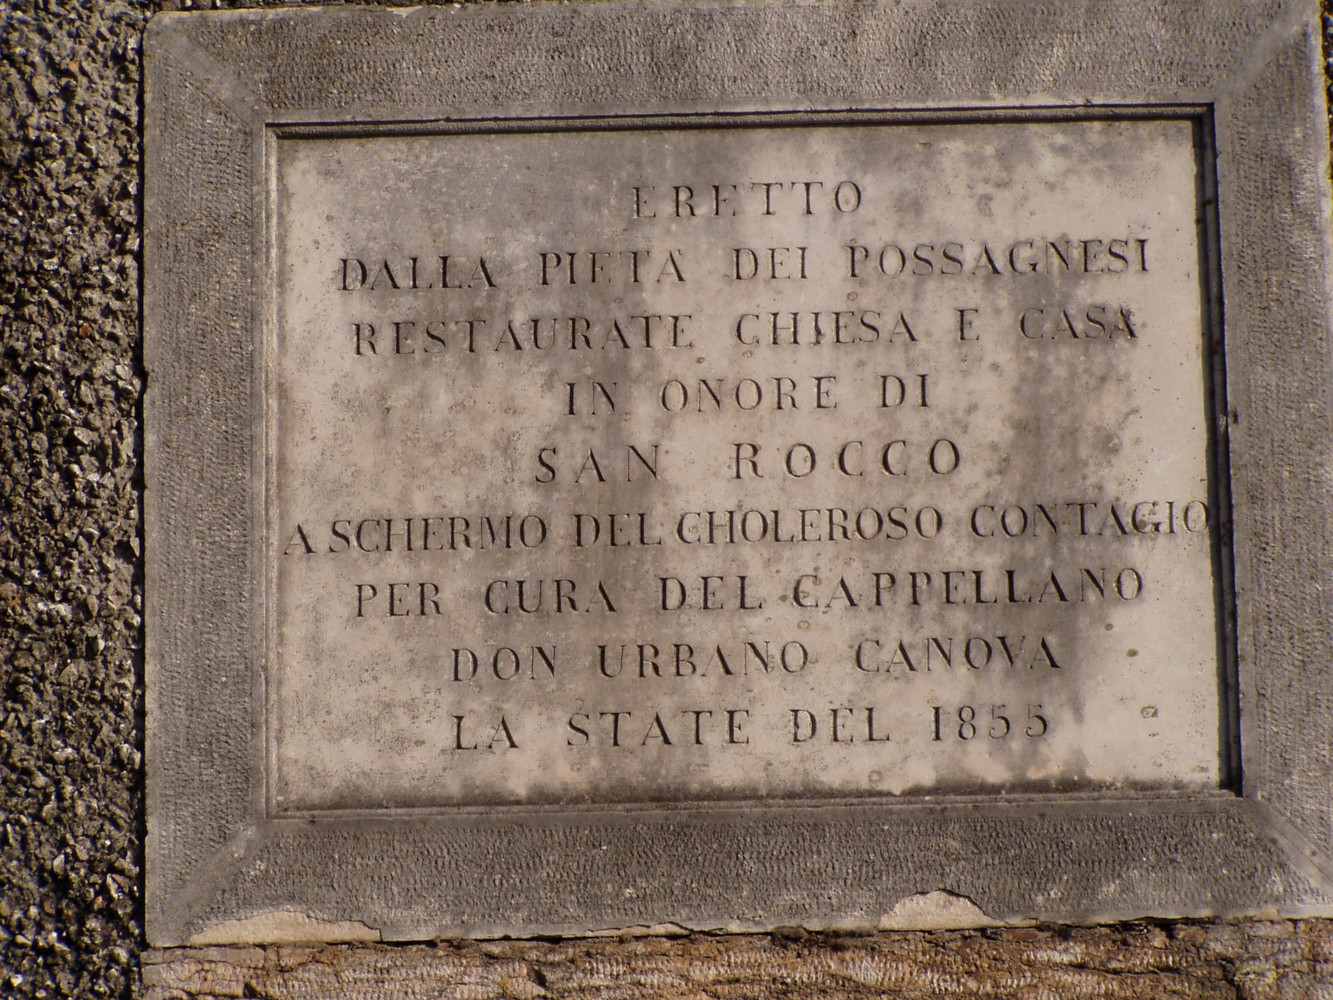 ERETTO
DALLA PIETÀ DEI POSSAGNESI
RESTAURATE CHIESA E CASA
IN ONORE DI
SAN ROCCO
A SCHERMO DEL CHOLEROSO CONTAGIO
PER CURA DEL CAPPELLANO
DON URBANO CANOVA
LA STATE DEL 1855